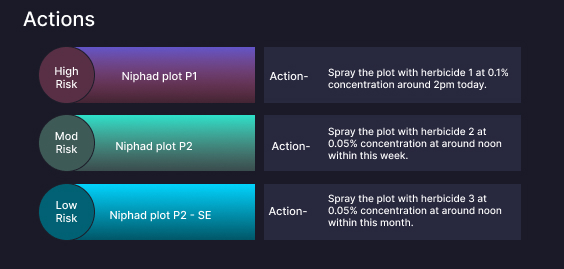 Actions
High
Risk
Niphad plot P1
Action-
Spray the plot with herbicide 1 at 0.1%
concentration around 2pm today.
Mod
Risk
Niphad plot P2
Action-
Spray the plot with herbicide 2 at
0.05% concentration at around noon
within this week.
Low
Risk
Niphad plot P2 - SE
Action-
Spray the plot with herbicide 3 at
0.05% concentration at around noon
within this month.